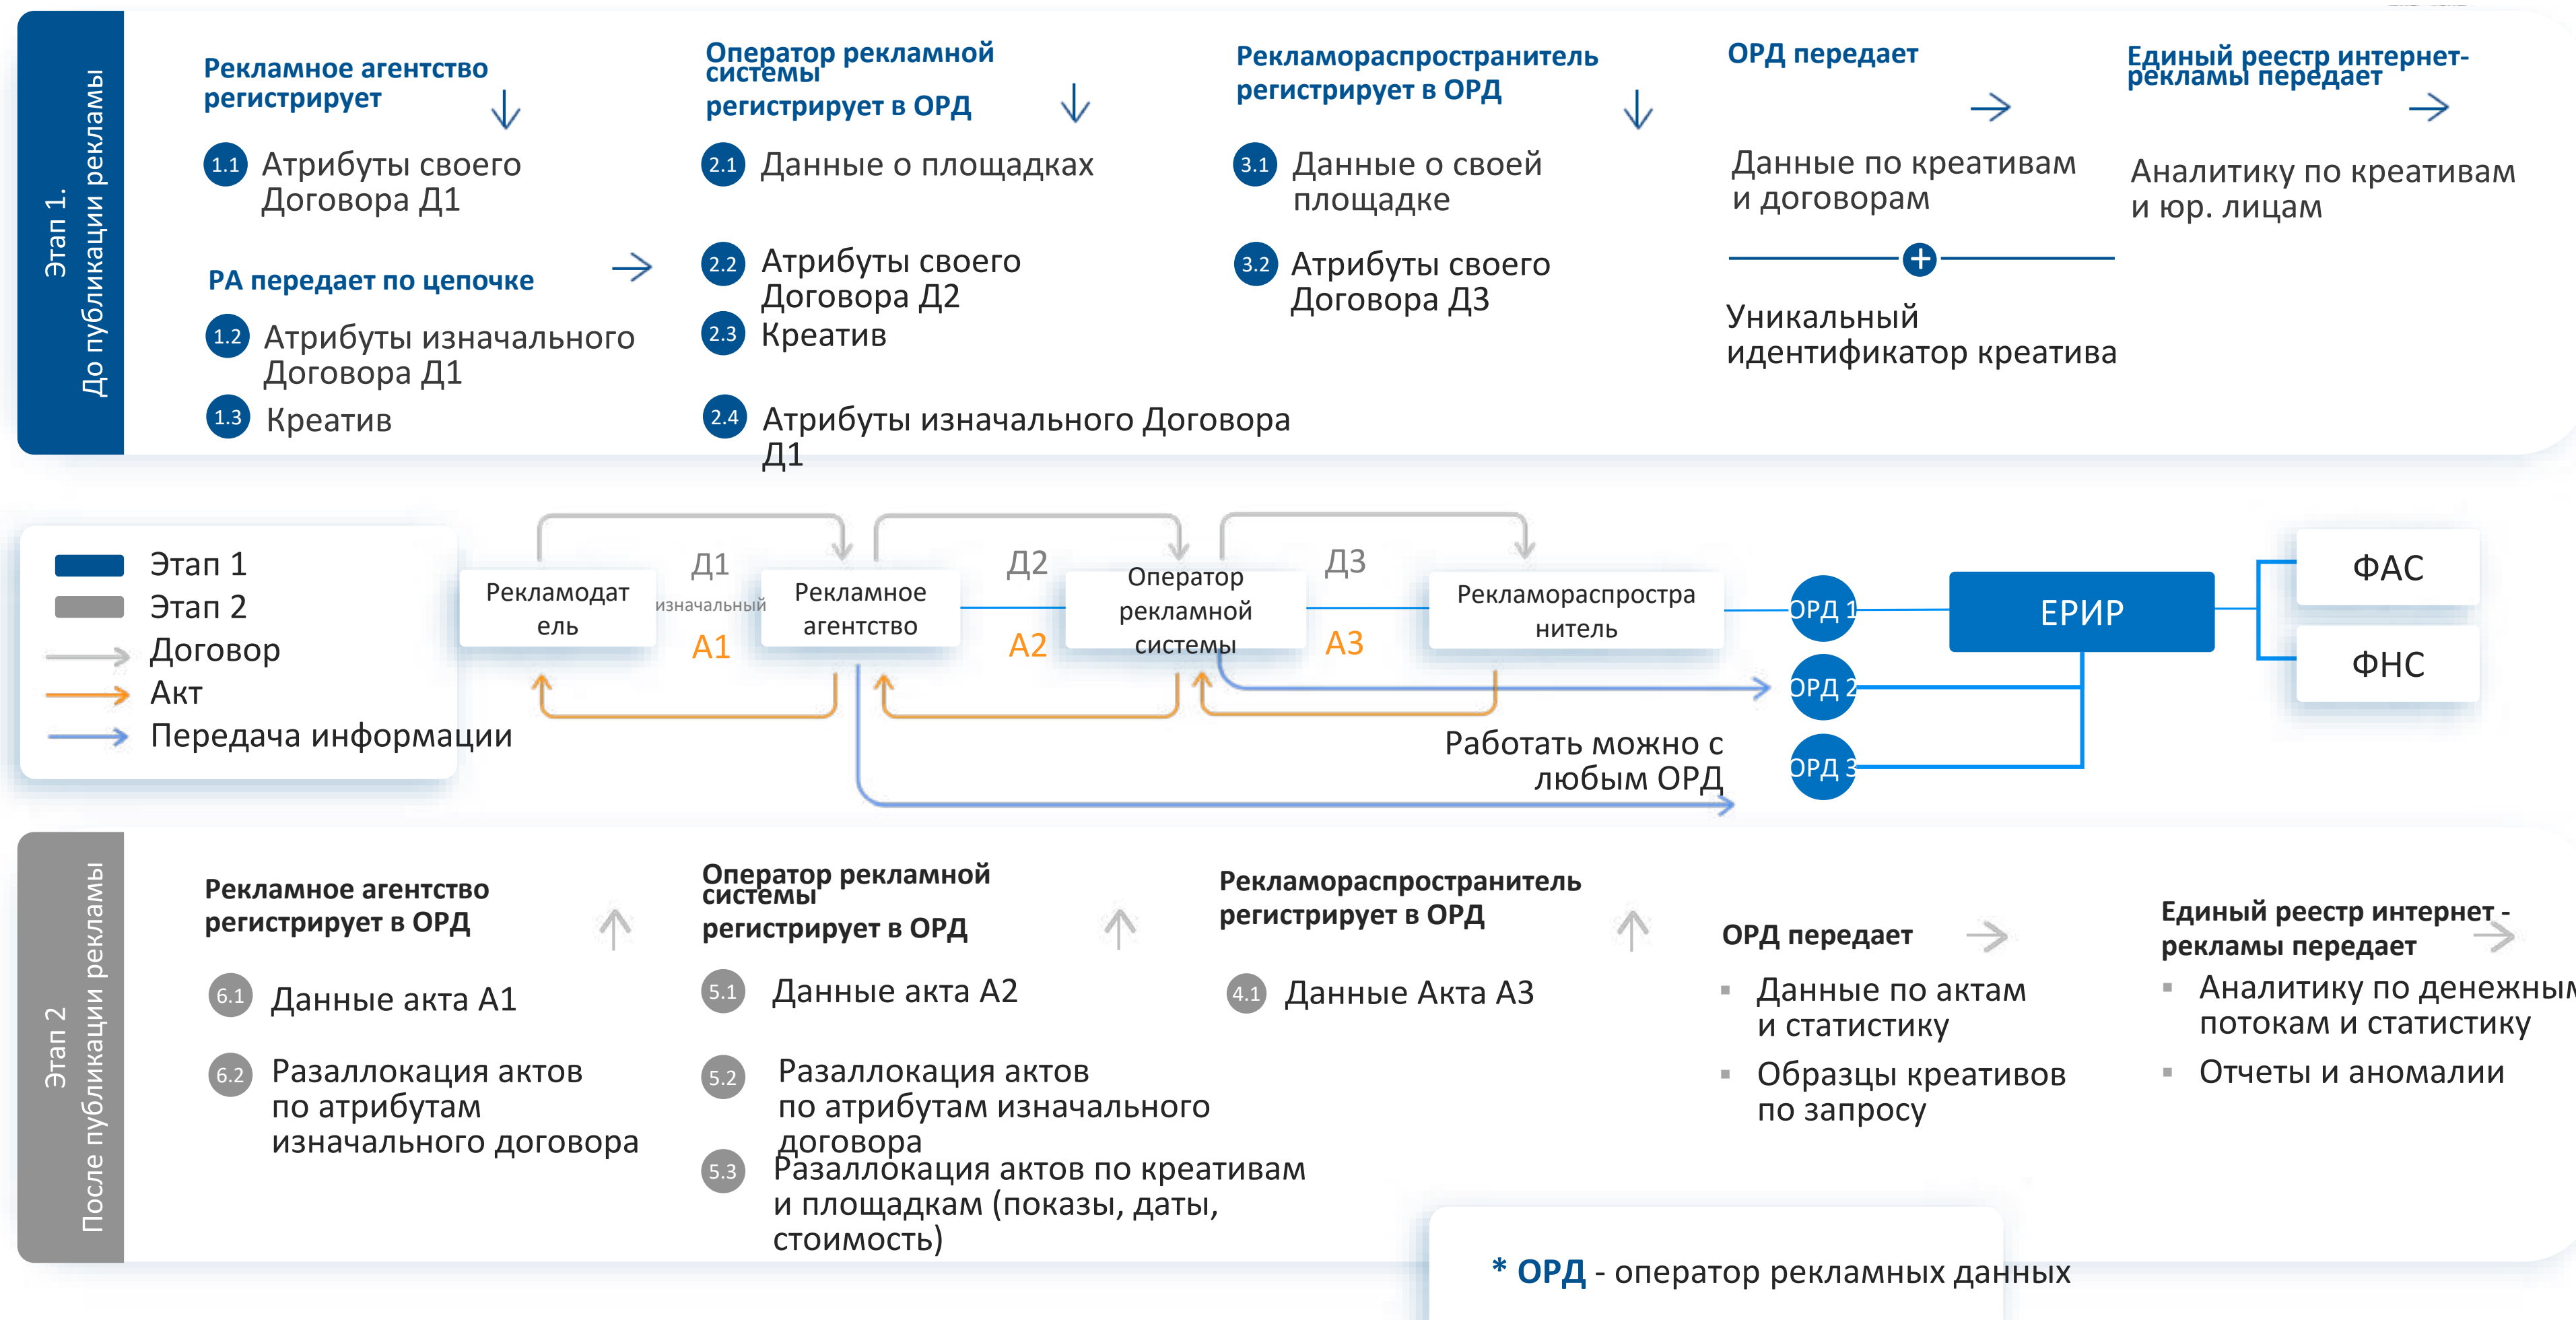 Этап 1.
До публикации рекламы
Рекламное агентство
регистрирует
1.1 Атрибуты своего
Договора Д1
РА передает по цепочке
1.2 Атрибуты изначального
Договора Д1
1.3 Креатив
Оператор рекламной
системы
регистрирует в ОРД
2.1 Данные о площадках
2.2 Атрибуты своего
Договора Д2
2.3 Креатив
2.4 Атрибуты изначального Договора
Д1
Рекламораспространитель
регистрирует в ОРД
3.1 Данные о своей
площадке
3.2 Атрибуты своего
Договора Д3
ОРД передает
Данные по креативам
и договорам
+
Уникальный
идентификатор креатива
Единый реестр интернет-
рекламы передает
Аналитику по креативам
и юр. лицам
Этап 1
Этап 2
Договор
Акт
Передача информации
Рекламодат
ель
Д1
изначальный
А1
Рекламное
агентство
Д2
А2
Оператор
рекламной
системы
Д3
А3
Рекламораспростра
нитель
ОРД 1
ОРД 2
ОРД 3
Работать можно с
любым ОРД
ЕРИР
ФАС
ФНС
Этап 2
После публикации рекламы
Рекламное агентство
регистрирует в ОРД
6.1 Данные акта А1
6.2 Разаллокация актов
по атрибутам
изначального договора
Оператор рекламной
системы
регистрирует в ОРД
5.1 Данные акта А2
5.2 Разаллокация актов
по атрибутам изначального
договора
5.3 Разаллокация актов по креативам
и площадкам (показы, даты,
стоимость)
Рекламораспространитель
регистрирует в ОРД
4.1 Данные Акта А3
ОРД передает
▪ Данные по актам
и статистику
▪ Образцы креативов
по запросу
Единый реестр интернет -
рекламы передает
▪ Аналитику по денежным
потокам и статистику
▪ Отчеты и аномалии
* ОРД - оператор рекламных данных